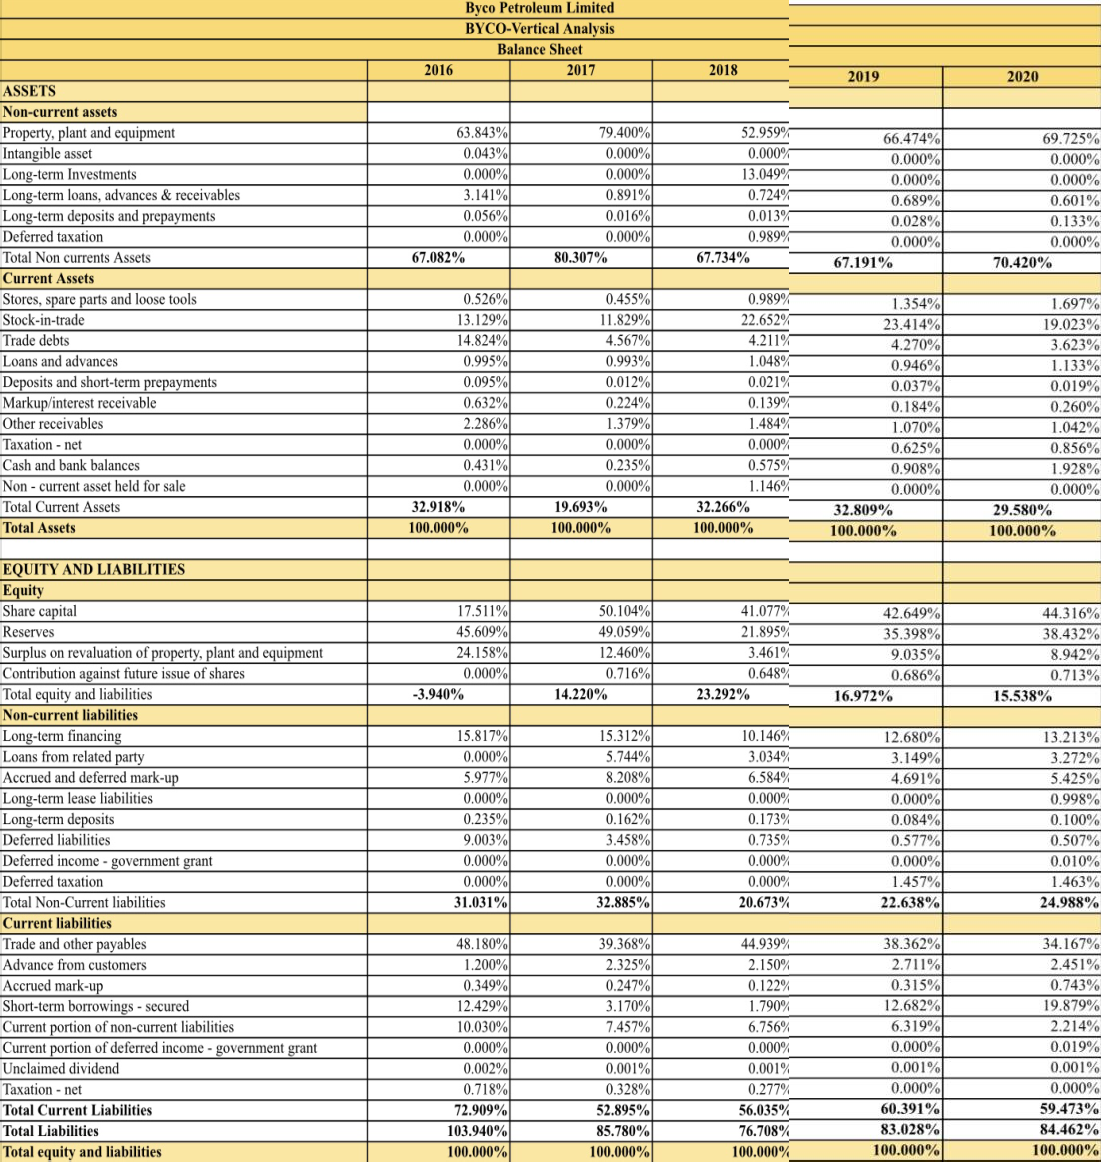 Byco Petroleum Limited
BYCO-Vertical Analysis
Balance Sheet
2016 2017 2018 2019 2020
ASSETS
Non-current assets
Property, plant and equipment 63.843% 79.400% 52.959% 66.474% 69.725%
Intangible asset 0.043% 0.000% 0.000% 0.000% 0.000%
Long-term Investments 0.000% 0.000% 13.049% 0.000% 0.000%
Long-term loans, advances & receivables 3.141% 0.891% 0.724% 0.689% 0.601%
Long-term deposits and prepayments 0.056% 0.016% 0.013% 0.028% 0.133%
Deferred taxation 0.000% 0.000% 0.989% 0.000% 0.000%
Total Non currents Assets 67.082% 80.307% 67.734% 67.191% 70.420%
Current Assets
Stores, spare parts and loose tools 0.526% 0.455% 0.989% 1.354% 1.697%
Stock-in-trade 13.129% 11.829% 22.652% 23.414% 19.023%
Trade debts 14.824% 4.567% 4.211% 4.270% 3.623%
Loans and advances 0.995% 0.993% 1.048% 0.946% 1.133%
Deposits and short-term prepayments 0.095% 0.012% 0.021% 0.037% 0.019%
Markup/interest receivable 0.632% 0.224% 0.139% 0.184% 0.260%
Other receivables 2.286% 1.379% 1.484% 1.070% 1.042%
Taxation - net 0.000% 0.000% 0.000% 0.625% 0.856%
Cash and bank balances 0.431% 0.235% 0.575% 0.908% 1.928%
Non - current asset held for sale 0.000% 0.000% 1.146% 0.000% 0.000%
Total Current Assets 32.918% 19.693% 32.266% 32.809% 29.580%
Total Assets 100.000% 100.000% 100.000% 100.000% 100.000%
EQUITY AND LIABILITIES
Equity
Share capital 17.511% 50.104% 41.077% 42.649% 44.316%
Reserves 45.609% 49.059% 21.895% 35.398% 38.432%
Surplus on revaluation of property, plant and equipment 24.158% 12.460% 3.461% 9.035% 8.942%
Contribution against future issue of shares 0.000% 0.716% 0.648% 0.686% 0.713%
Total equity and liabilities -3.940% 14.220% 23.292% 16.972% 15.538%
Non-current liabilities
Long-term financing 15.817% 15.312% 10.146% 12.680% 13.213%
Loans from related party 0.000% 5.744% 3.034% 3.149% 3.272%
Accrued and deferred mark-up 5.977% 8.208% 6.584% 4.691% 5.425%
Long-term lease liabilities 0.000% 0.000% 0.000% 0.000% 0.998%
Long-term deposits 0.235% 0.162% 0.173% 0.084% 0.100%
Deferred liabilities 9.003% 3.458% 0.735% 0.577% 0.507%
Deferred income - government grant 0.000% 0.000% 0.000% 0.000% 0.010%
Deferred taxation 0.000% 0.000% 0.000% 1.457% 1.463%
Total Non-Current liabilities 31.031% 32.885% 20.673% 22.638% 24.988%
Current liabilities
Trade and other payables 48.180% 39.368% 44.939% 38.362% 34.167%
Advance from customers 1.200% 2.325% 2.150% 2.711% 2.451%
Accrued mark-up 0.349% 0.247% 0.122% 0.315% 0.743%
Short-term borrowings - secured 12.429% 3.170% 1.790% 12.682% 19.879%
Current portion of non-current liabilities 10.030% 7.457% 6.756% 6.319% 2.214%
Current portion of deferred income - government grant 0.000% 0.000% 0.000% 0.000% 0.019%
Unclaimed dividend 0.002% 0.001% 0.001% 0.001% 0.001%
Taxation - net 0.718% 0.328% 0.277% 0.000% 0.000%
Total Current Liabilities 72.909% 52.895% 56.035% 60.391% 59.473%
Total Liabilities 103.940% 85.780% 76.708% 83.028% 84.462%
Total equity and liabilities 100.000% 100.000% 100.000% 100.000% 100.000%